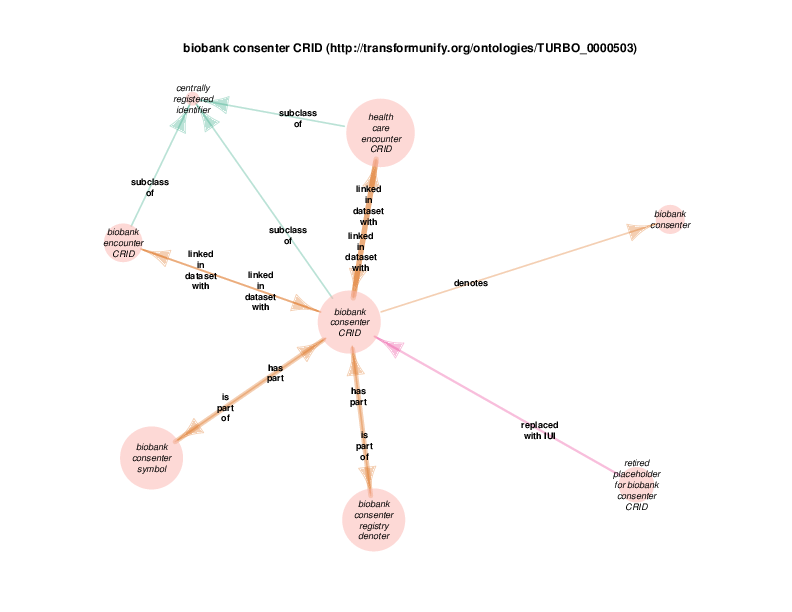 biobank consenter CRID (http://transformunify.org/ontologies/TURBO_0000503)
centrally
registered
identifier
subclass
of
health
care
encounter
CRID
subclass
of
linked
in
dataset
with
biobank
consenter
biobank
encounter
CRID
subclass
of
linked
in
dataset
with
linked
in
dataset
with
linked
in
dataset
with
denotes
biobank
consenter
CRID
has
part
has
part
is
part
of
replaced
with IUI
is
part
of
biobank
consenter
symbol
retired
placeholder
for biobank
consenter
CRID
biobank
consenter
registry
denoter